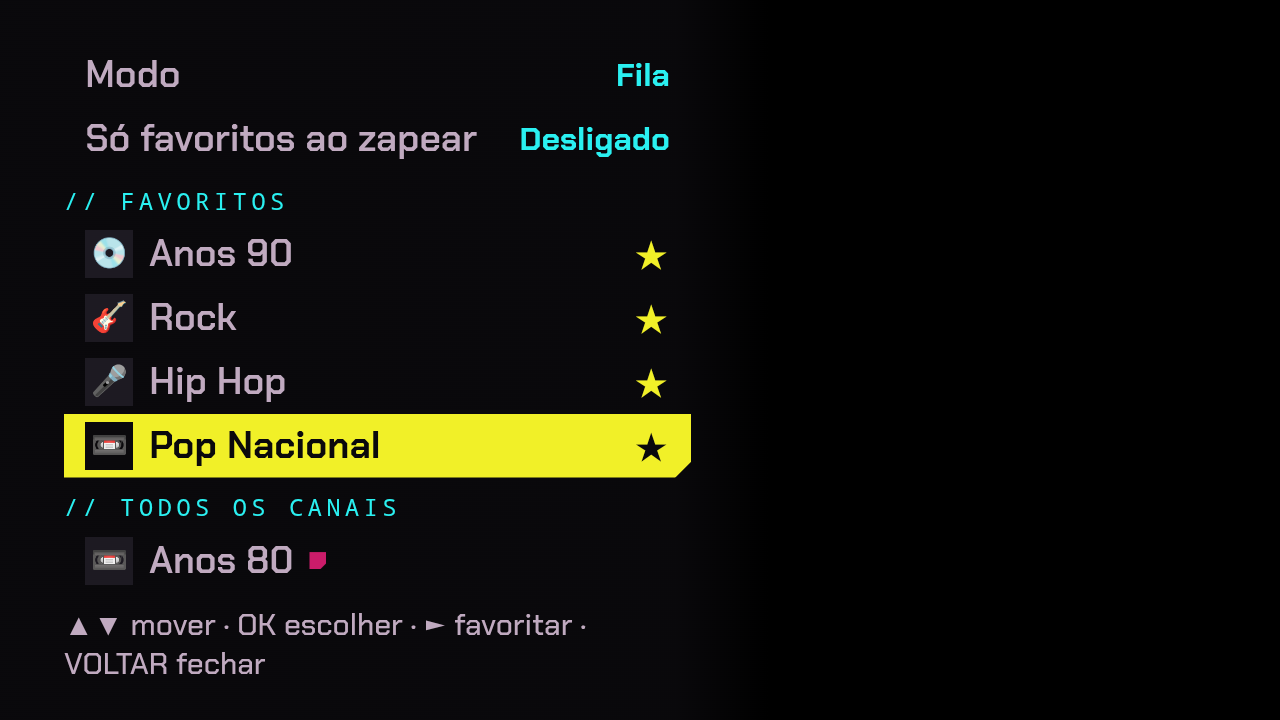 Modo Fila
Só favoritos ao zapear Desligado
// FAVORITOS
Anos 90 ★
Rock ★
Hip Hop ★
Pop Nacional ★
// TODOS OS CANAIS
Anos 80
▲▼ mover · OK escolher · ► favoritar ·
VOLTAR fechar